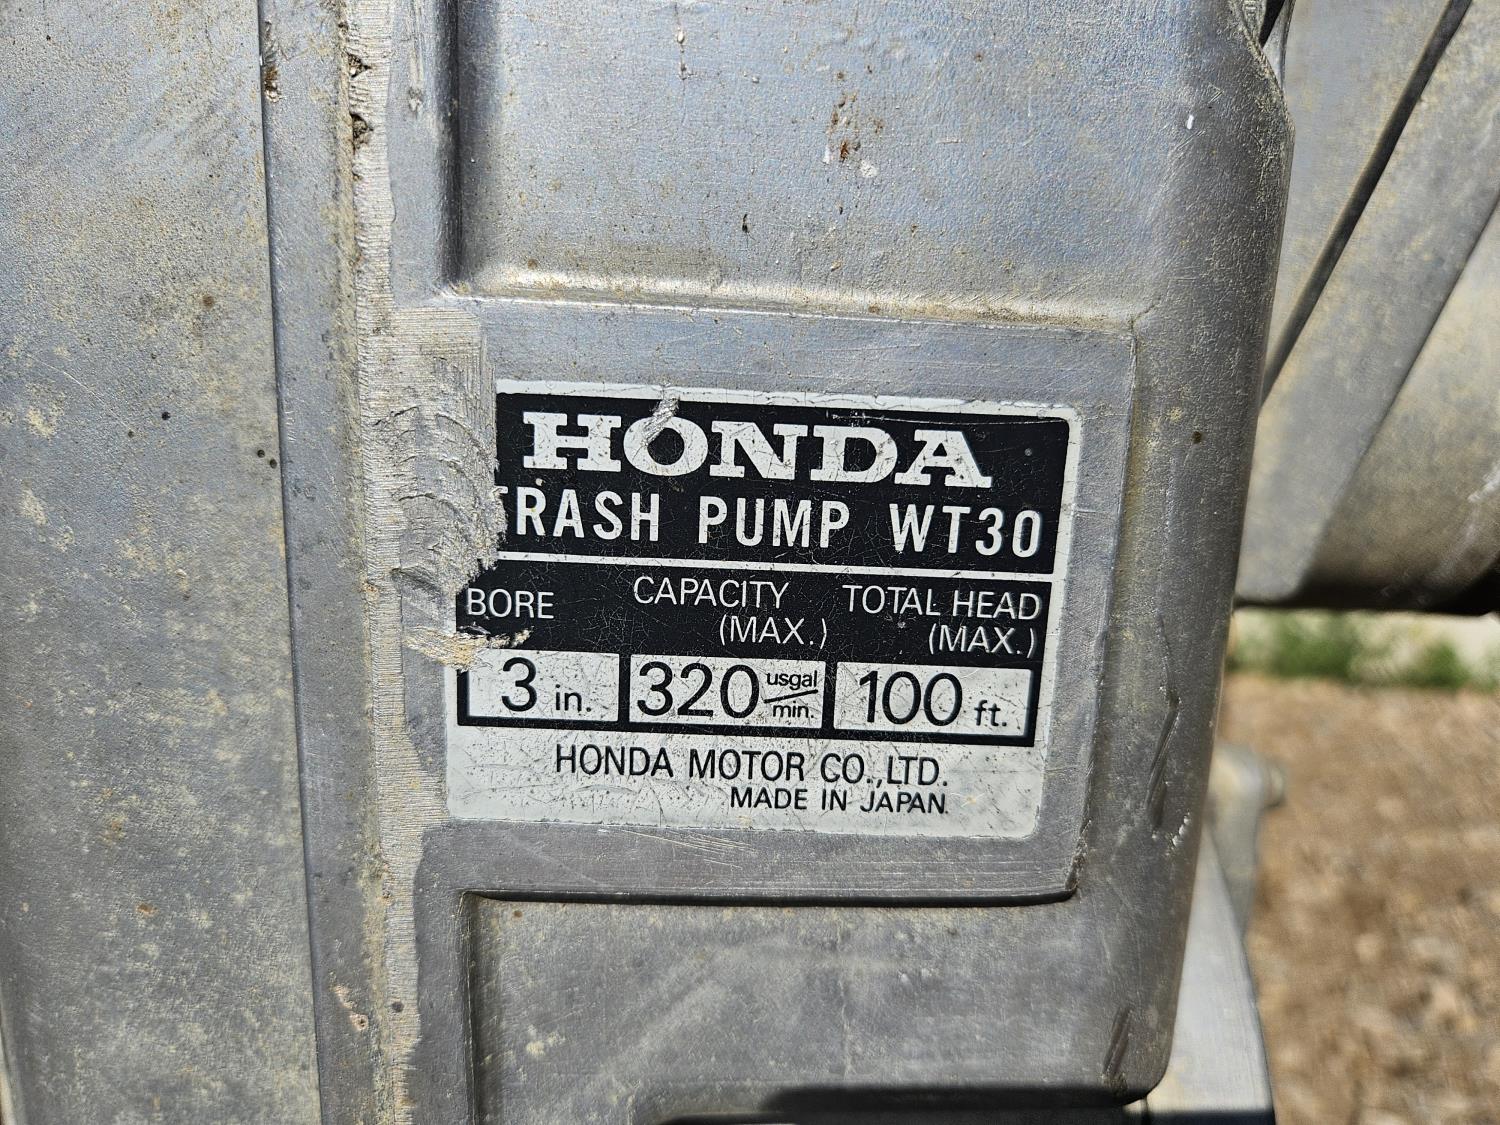 HONDA
TRASH PUMP WT30
BORE CAPACITY (MAX.) TOTAL HEAD (MAX.)
3 in. 320 usgal/min. 100 ft.
HONDA MOTOR CO.,LTD.
MADE IN JAPAN